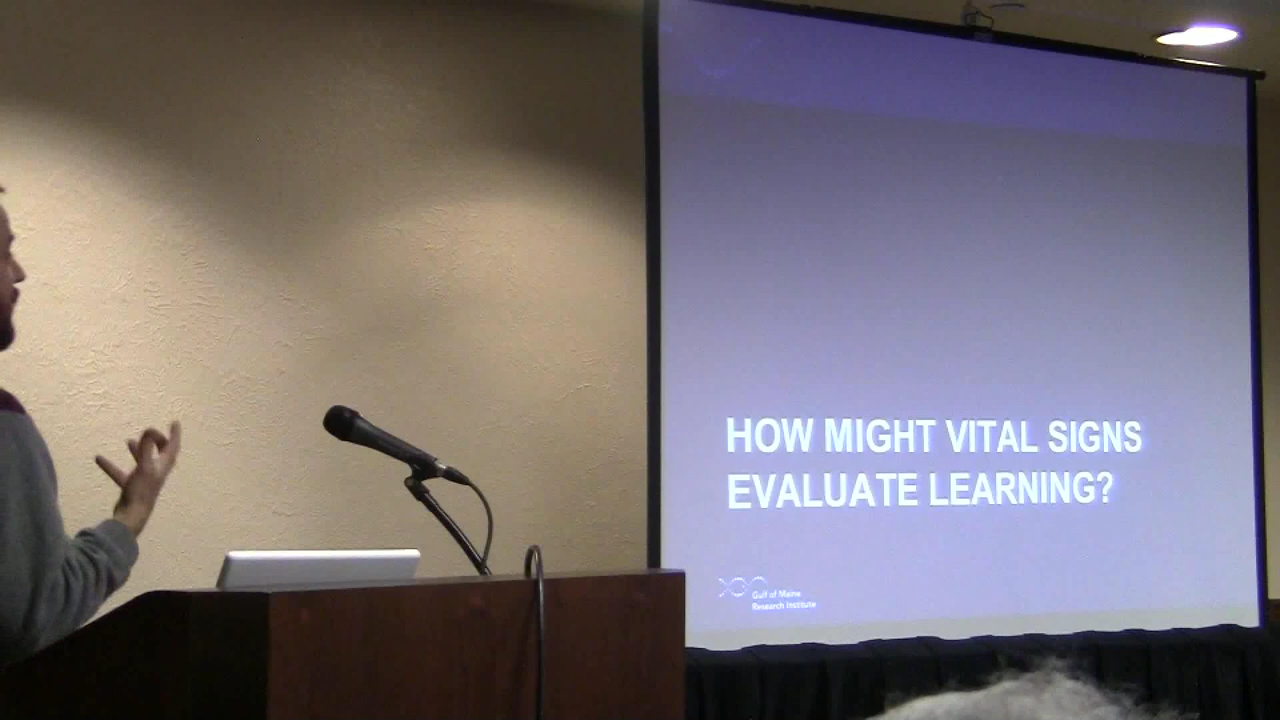 HOW MIGHT VITAL SIGNS
EVALUATE LEARNING?
Gulf of Maine
Research Institute